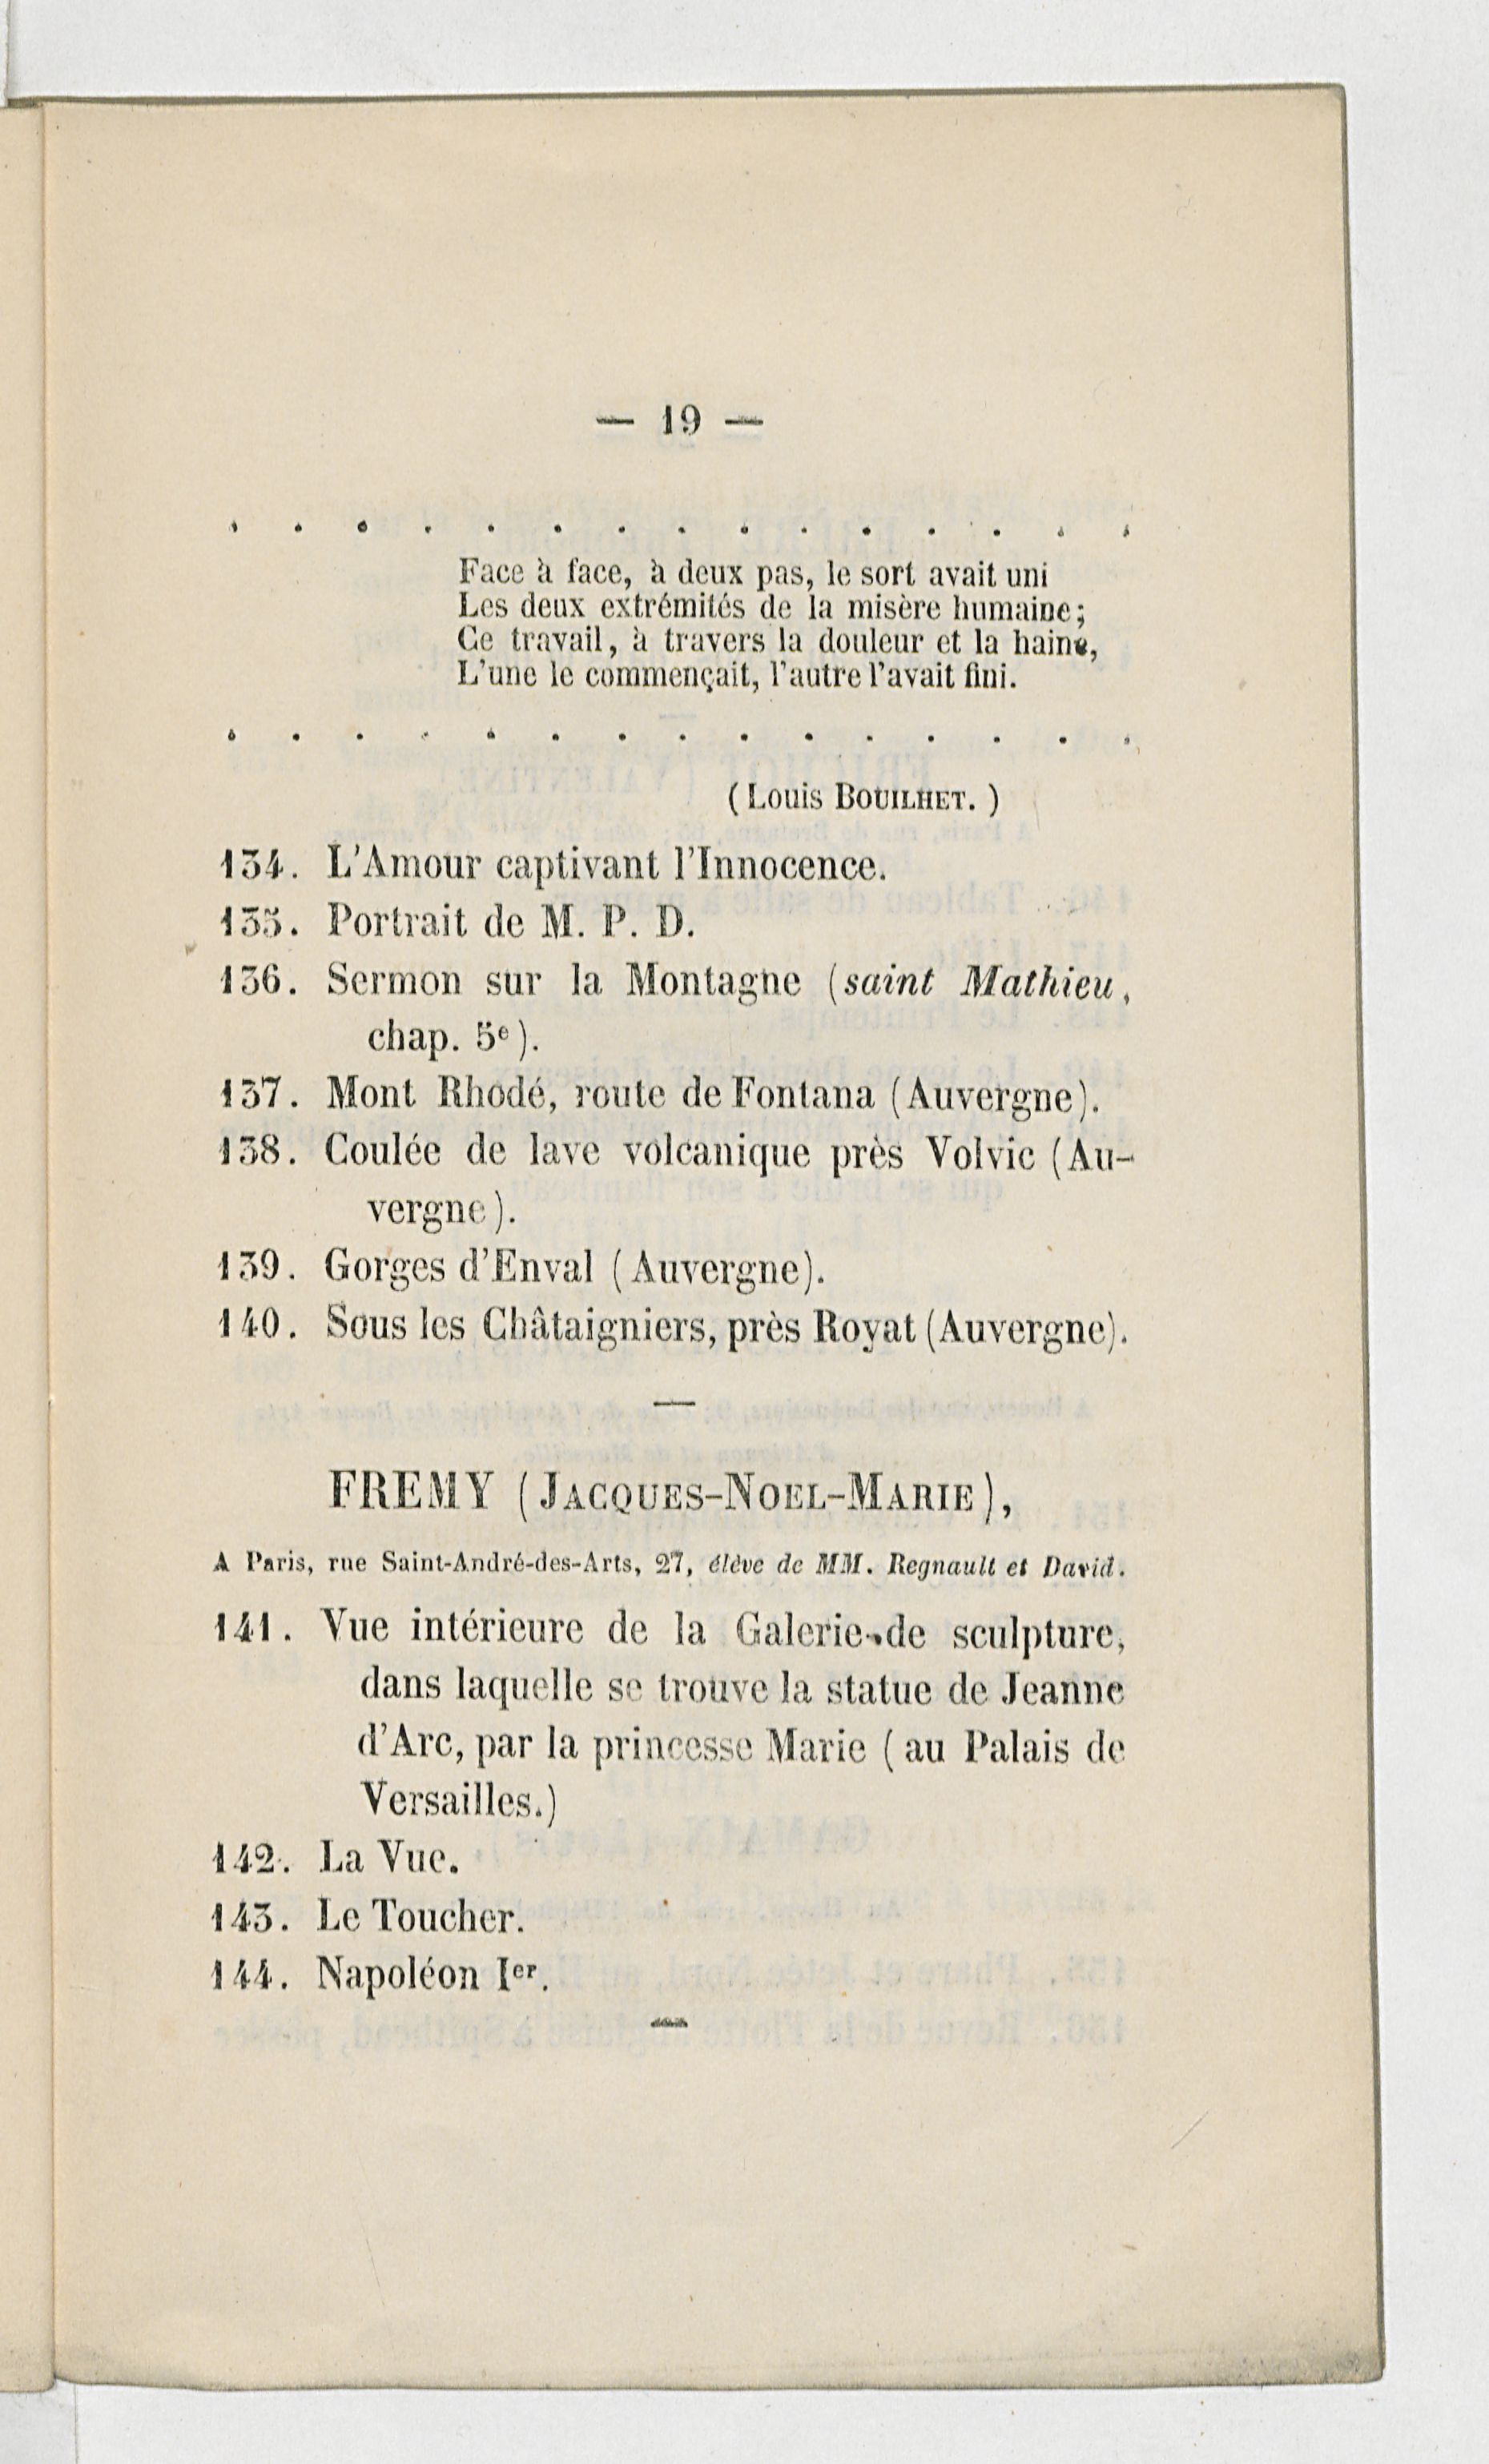 — 19 —
. . . . . . . . . . . . . . .
Face à face, à deux pas, le sort avait uni
Les deux extrémités de la misère humaine;
Ce travail, à travers la douleur et la haine,
L'une le commençait, l'autre l'avait fini.
. . . . . . . . . . . . . . .
(Louis BOUILHET.)
134. L'Amour captivant l'Innocence.
135. Portrait de M. P. D.
136. Sermon sur la Montagne (saint Mathieu,
chap. 5e).
137. Mont Rhodé, route de Fontana (Auvergne).
138. Coulée de lave volcanique près Volvic (Au-
vergne).
139. Gorges d'Enval (Auvergne).
140. Sous les Châtaigniers, près Royat (Auvergne).
—
FREMY (JACQUES-NOEL-MARIE),
A Paris, rue Saint-André-des-Arts, 27, élève de MM. Regnault et David.
141. Vue intérieure de la Galerie de sculpture,
dans laquelle se trouve la statue de Jeanne
d'Arc, par la princesse Marie (au Palais de
Versailles.)
142. La Vue.
143. Le Toucher.
144. Napoléon Ier.
—